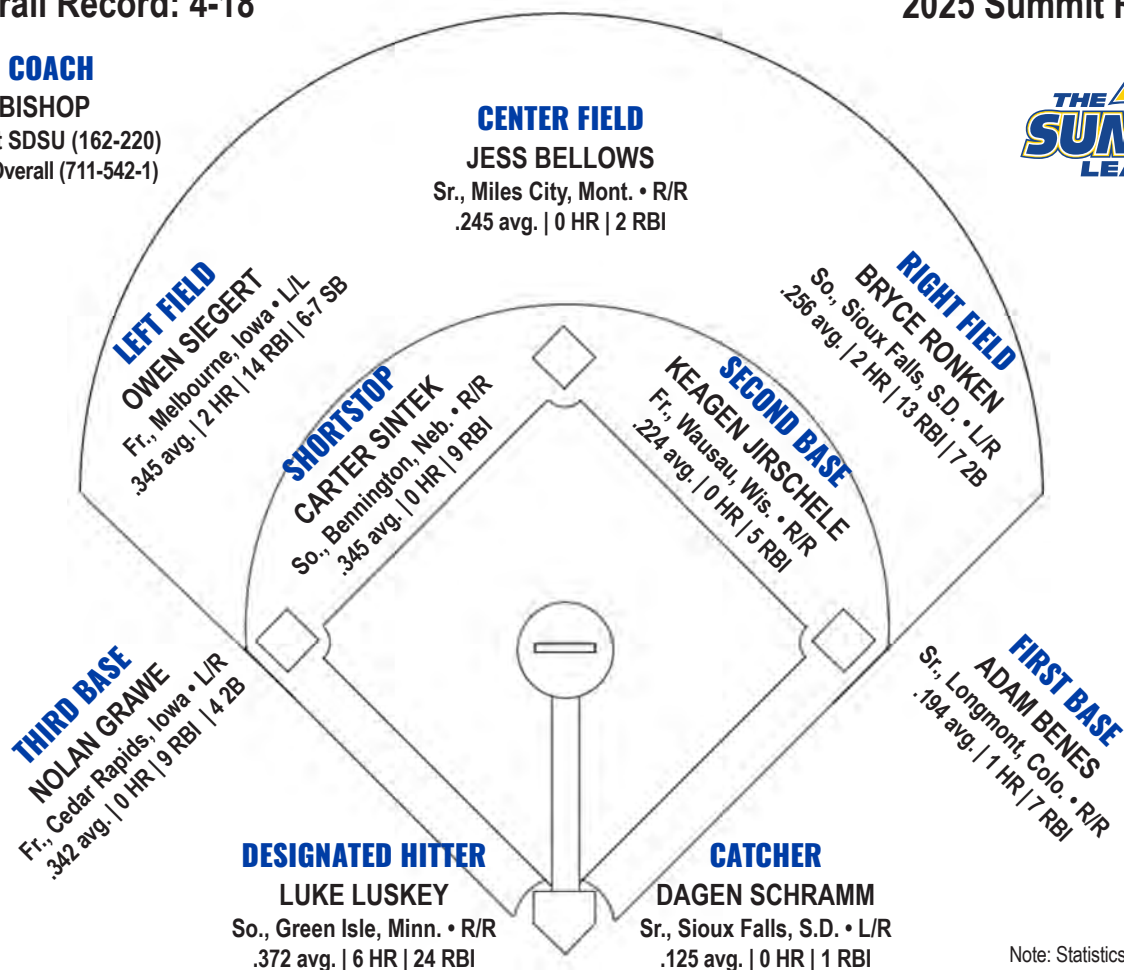 rall Record: 4-18
2025 Summit
COACH
BISHOP
SDSU (162-220)
Overall (711-542-1)
THE
SUM
LEA
CENTER FIELD
JESS BELLOWS
Sr., Miles City, Mont. • R/R
.245 avg. | 0 HR | 2 RBI
LEFT FIELD
OWEN SIEGERT
Fr., Melbourne, Iowa • L/L
.345 avg. | 2 HR | 14 RBI | 6-7 SB
RIGHT FIELD
BRYCE RONKEN
So., Sioux Falls, S.D. • L/R
.256 avg. | 2 HR | 13 RBI | 7 2B
SHORTSTOP
CARTER SINTEK
So., Bennington, Neb. • R/R
.345 avg. | 0 HR | 9 RBI
SECOND BASE
KEAGEN JIRSCHELE
Fr., Wausau, Wis. • R/R
.224 avg. | 0 HR | 5 RBI
THIRD BASE
NOLAN GRAWE
Fr., Cedar Rapids, Iowa • L/R
.342 avg. | 0 HR | 9 RBI | 4 2B
FIRST BASE
ADAM BENES
Sr., Longmont, Colo. • R/R
.194 avg. | 1 HR | 7 RBI
DESIGNATED HITTER
LUKE LUSKEY
So., Green Isle, Minn. • R/R
.372 avg. | 6 HR | 24 RBI
CATCHER
DAGEN SCHRAMM
Sr., Sioux Falls, S.D. • L/R
.125 avg. | 0 HR | 1 RBI
Note: Statistics